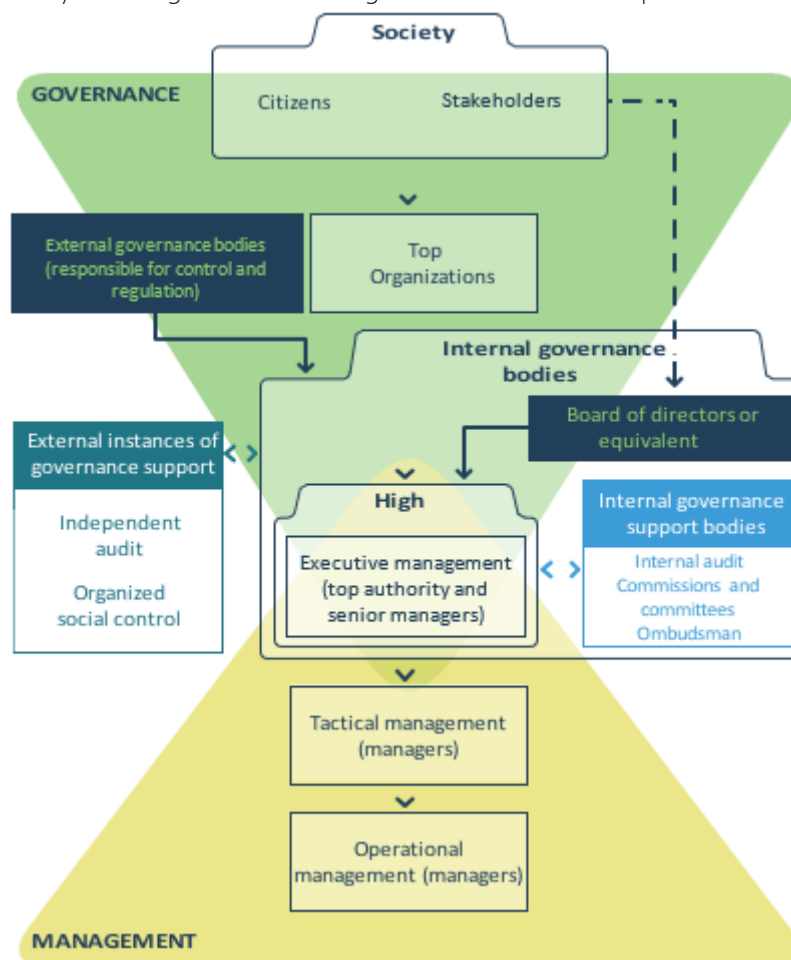 Society
GOVERNANCE
Citizens
Stakeholders
External governance bodies
(responsible for control and
regulation)
Top
Organizations
Internal governance
bodies
Board of directors or
equivalent
External instances of
governance support
Independent
audit
Organized
social control
High
Executive management
(top authority and
senior managers)
Internal governance
support bodies
Internal audit
Commissions and
committees
Ombudsman
Tactical management
(managers)
Operational
management (managers)
MANAGEMENT